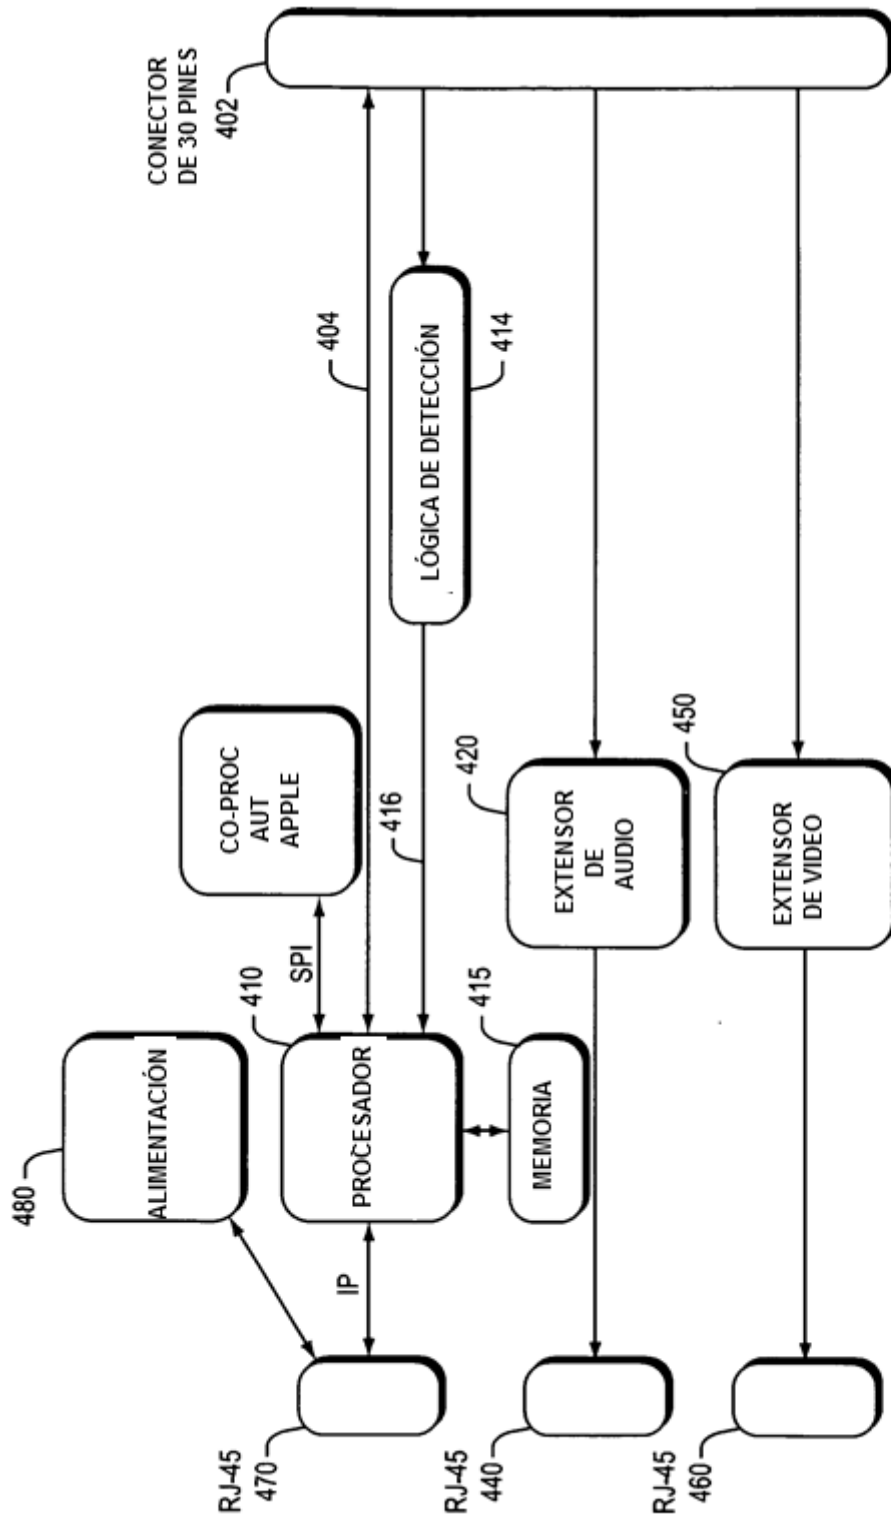 CONECTOR
DE 30 PINES
402
404
LÓGICA DE DETECCIÓN
414
CO-PROC
AUT
APPLE
SPI
416
420
EXTENSOR
DE
AUDIO
450
EXTENSOR
DE VIDEO
480
ALIMENTACIÓN
410
PROCESADOR
415
MEMORIA
IP
RJ-45
470
RJ-45
440
RJ-45
460